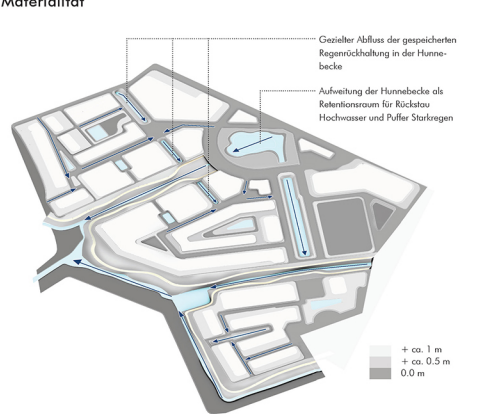 Materialität
Gezielter Abfluss der gespeicherten
Regenrückhaltung in der Hunne-
becke
Aufweitung der Hunnebecke als
Retentionsraum für Rückstau
Hochwasser und Puffer Starkregen
+ ca. 1 m
+ ca. 0.5 m
0.0 m